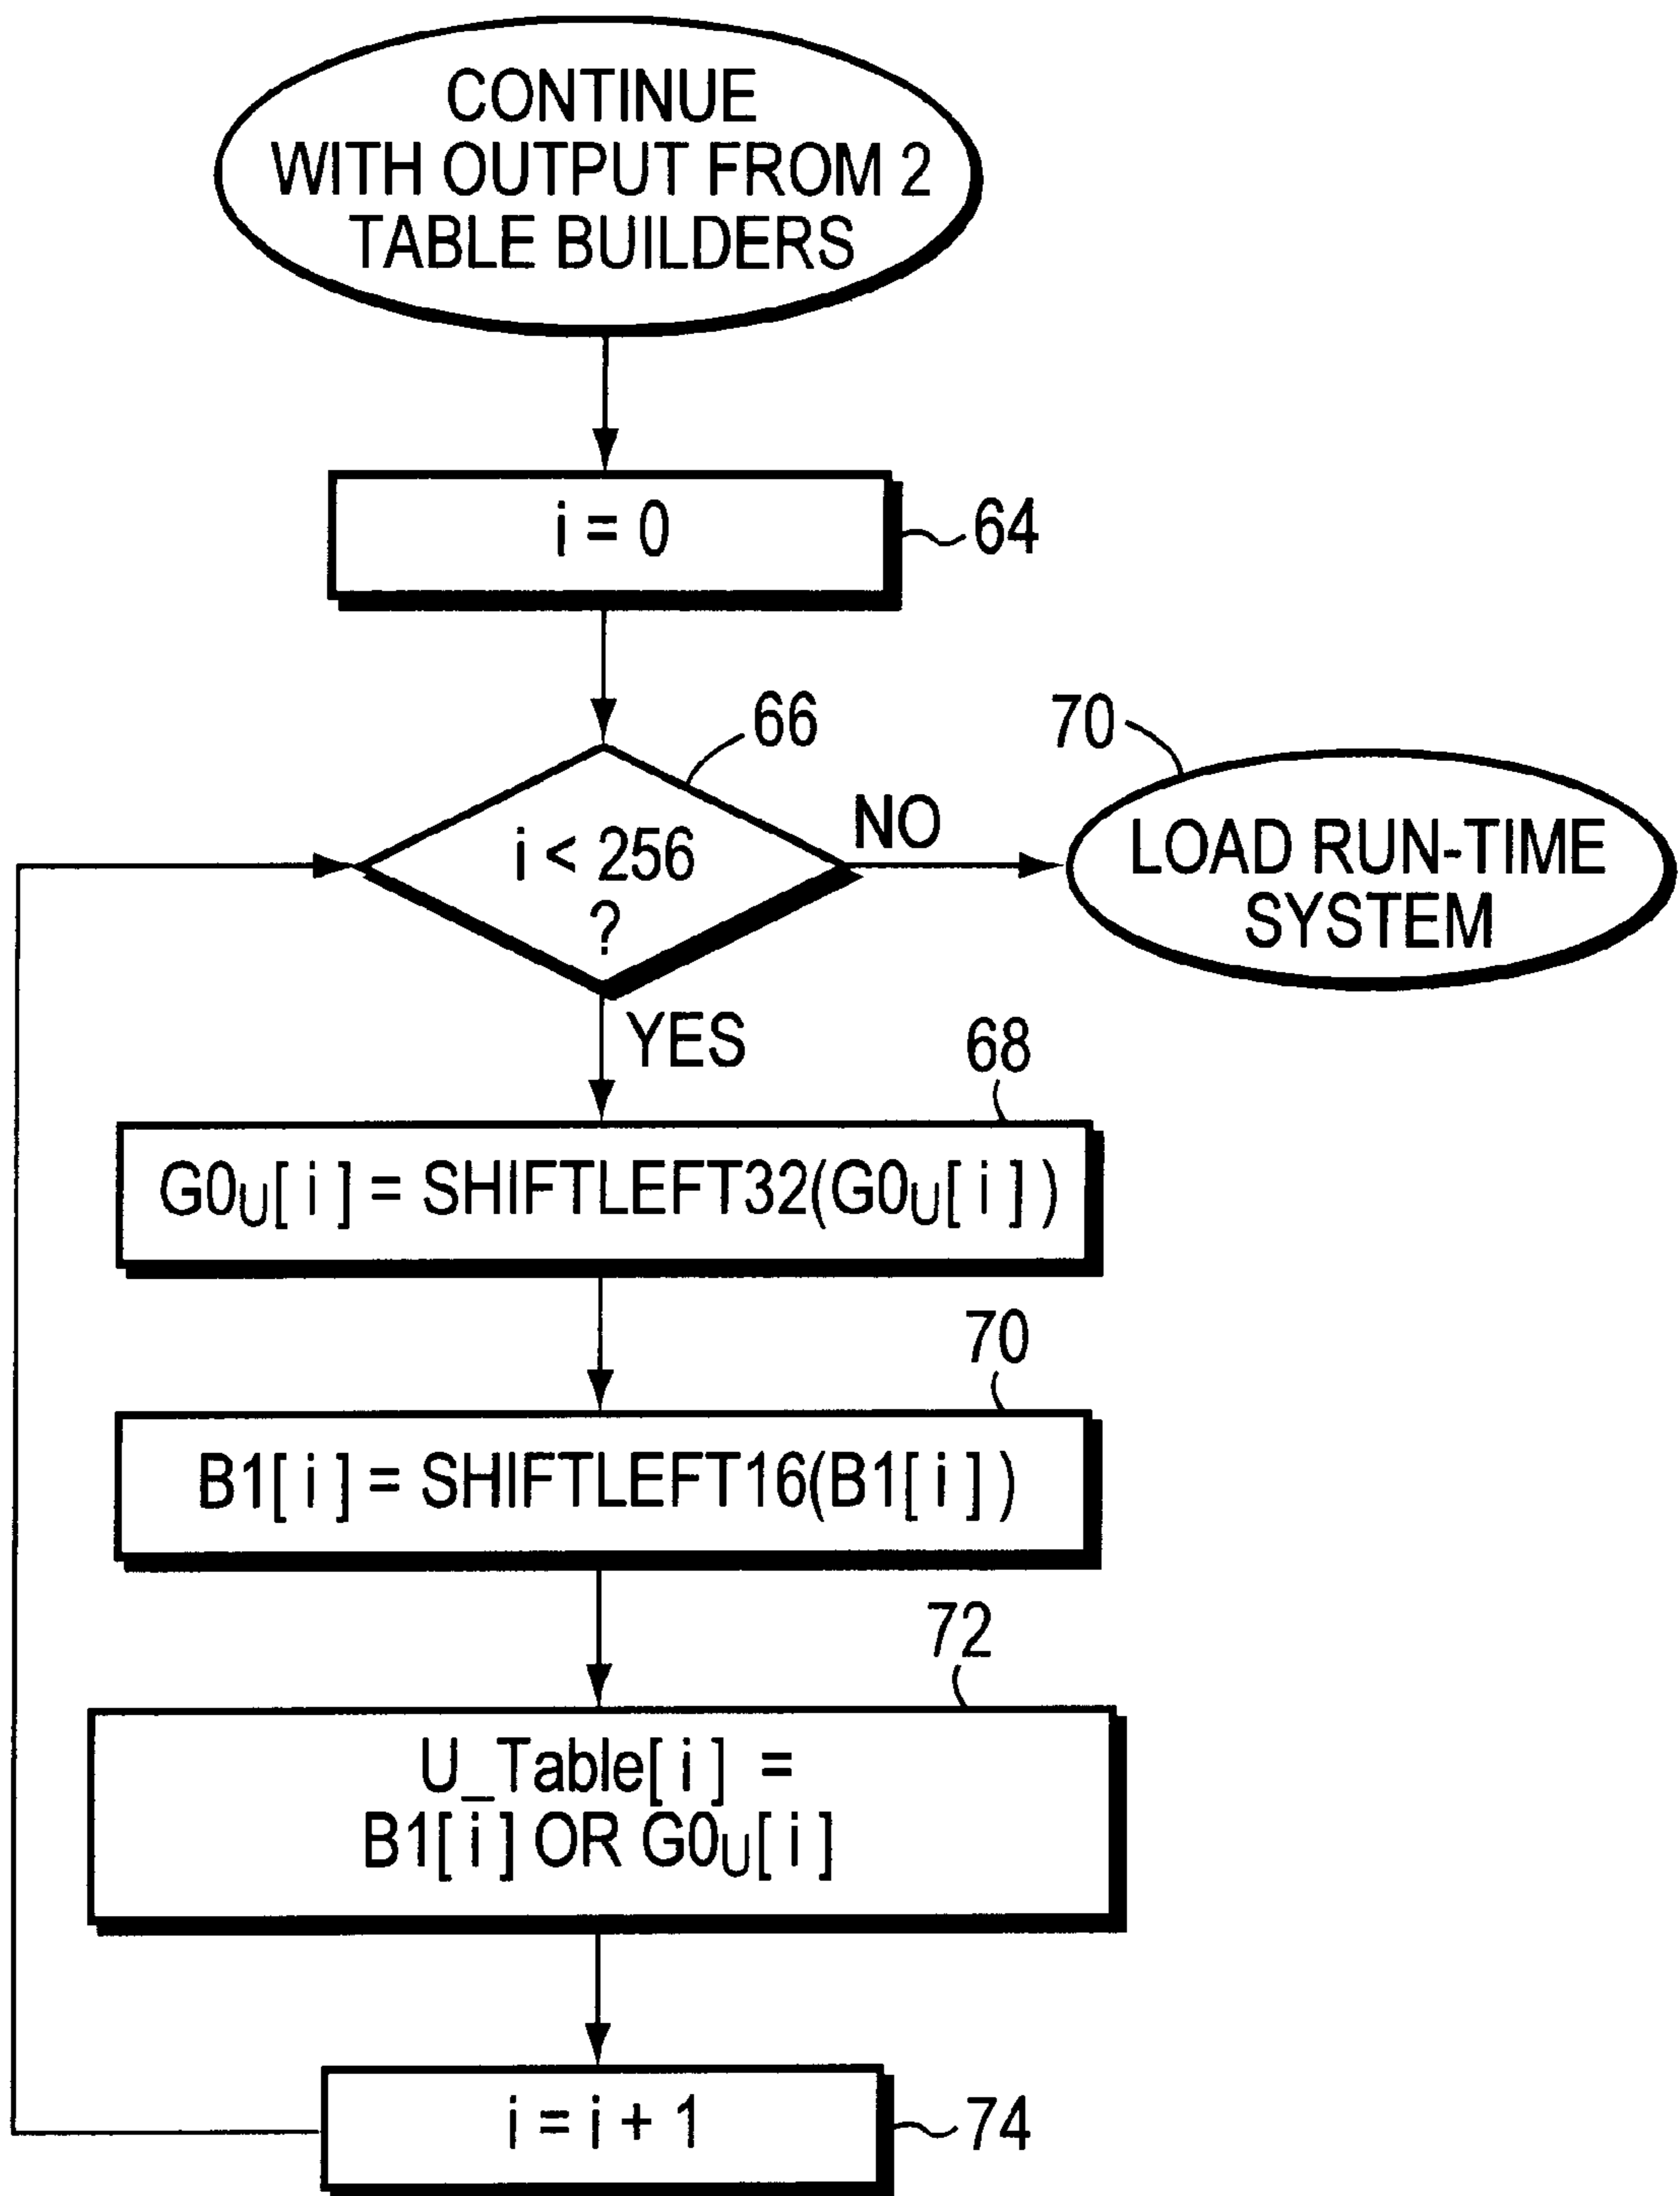 CONTINUE
WITH OUTPUT FROM 2
TABLE BUILDERS
i = 0
64
66
i < 256
?
NO
70
LOAD RUN-TIME
SYSTEM
YES
68
G0U[ i ] = SHIFTLEFT32(G0U[ i ] )
70
B1[ i ] = SHIFTLEFT16(B1[ i ] )
72
U_Table[ i ] =
B1[ i ] OR G0U[ i ]
i = i + 1
74